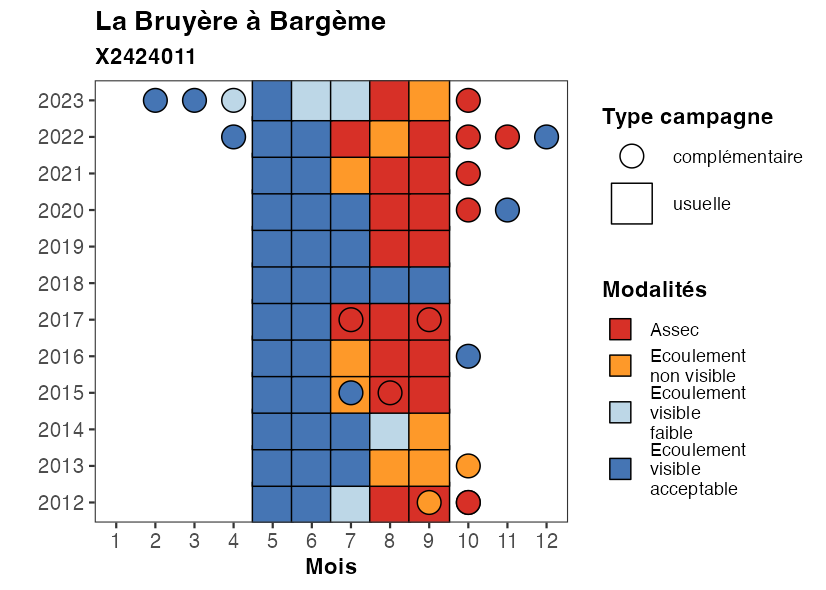 La Bruyère à Bargème
X2424011
2023
2022
2021
2020
2019
2018
2017
2016
2015
2014
2013
2012
1 2 3 4 5 6 7 8 9 10 11 12
Mois
Type campagne
complémentaire
usuelle
Modalités
Assec
Ecoulement
non visible
Ecoulement
visible
faible
Ecoulement
visible
acceptable